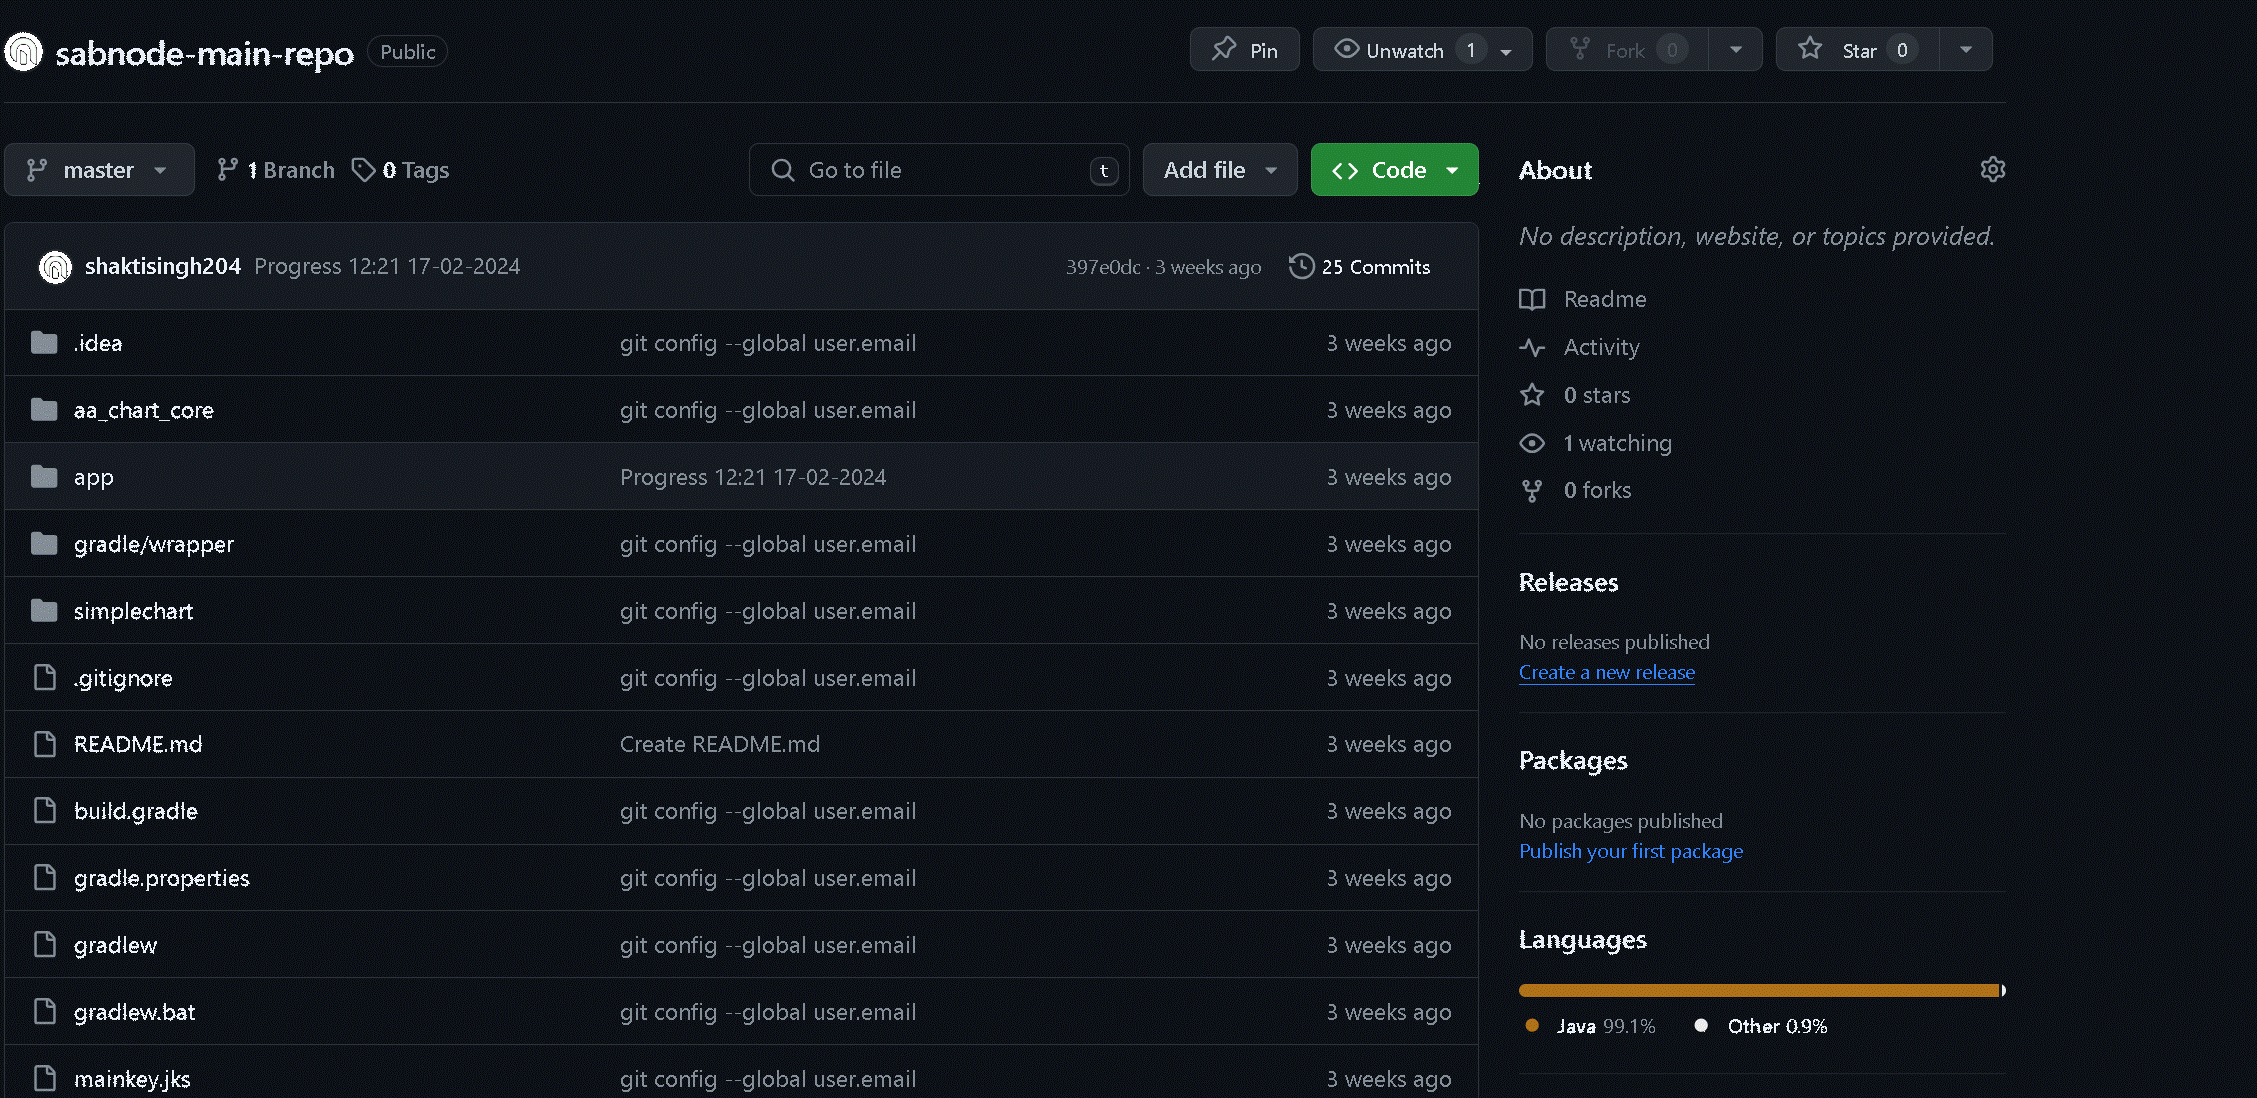 sabnode-main-repo Public Pin Unwatch 1 Fork 0 Star 0
master 1 Branch 0 Tags Go to file t Add file Code
shaktisingh204 Progress 12:21 17-02-2024 397e0dc · 3 weeks ago 25 Commits
.idea git config --global user.email 3 weeks ago
aa_chart_core git config --global user.email 3 weeks ago
app Progress 12:21 17-02-2024 3 weeks ago
gradle/wrapper git config --global user.email 3 weeks ago
simplechart git config --global user.email 3 weeks ago
.gitignore git config --global user.email 3 weeks ago
README.md Create README.md 3 weeks ago
build.gradle git config --global user.email 3 weeks ago
gradle.properties git config --global user.email 3 weeks ago
gradlew git config --global user.email 3 weeks ago
gradlew.bat git config --global user.email 3 weeks ago
mainkey.jks git config --global user.email 3 weeks ago
About
No description, website, or topics provided.
Readme
Activity
0 stars
1 watching
0 forks
Releases
No releases published
Create a new release
Packages
No packages published
Publish your first package
Languages
Java 99.1% Other 0.9%